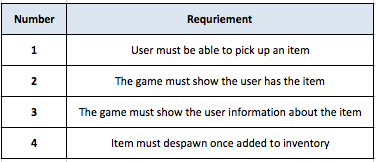 Number Requriement
1 User must be able to pick up an item
2 The game must show the user has the item
3 The game must show the user information about the item
4 Item must despawn once added to inventory